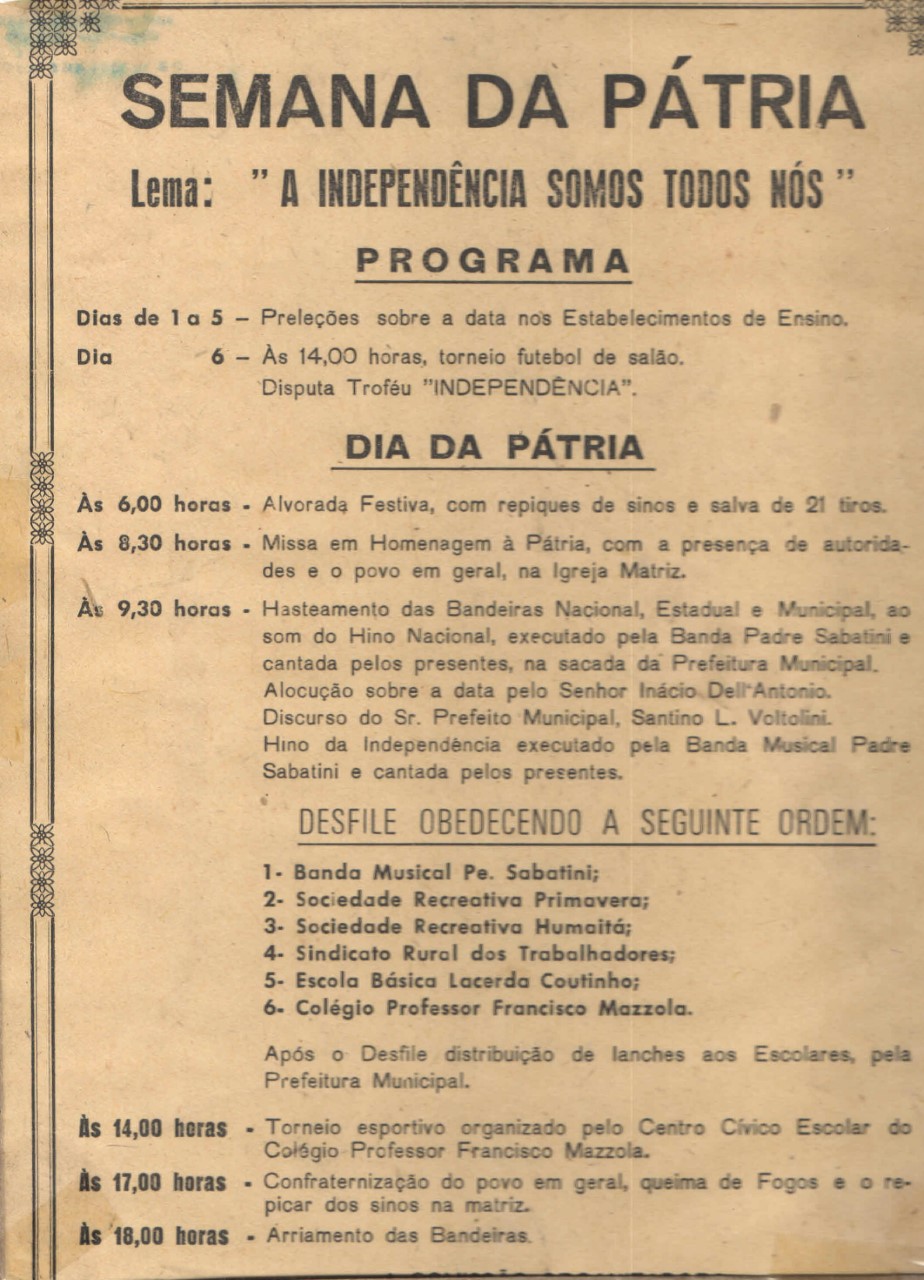 SEMANA DA PÁTRIA
Lema: "A INDEPENDÊNCIA SOMOS TODOS NÓS"
PROGRAMA
Dias de 1 a 5 – Preleções sobre a data nos Estabelecimentos de Ensino.
Dia 6 – Às 14,00 horas, torneio futebol de salão.
Disputa Troféu "INDEPENDÊNCIA".
DIA DA PÁTRIA
Às 6,00 horas - Alvorada Festiva, com repiques de sinos e salva de 21 tiros.
Às 8,30 horas - Missa em Homenagem à Pátria, com a presença de autorida-
des e o povo em geral, na Igreja Matriz.
Às 9,30 horas - Hasteamento das Bandeiras Nacional, Estadual e Municipal, ao
som do Hino Nacional, executado pela Banda Padre Sabatini e
cantada pelos presentes, na sacada da Prefeitura Municipal.
Alocução sobre a data pelo Senhor Inácio Dell'Antonio.
Discurso do Sr. Prefeito Municipal, Santino L. Voltolini.
Hino da Independência executado pela Banda Musical Padre
Sabatini e cantada pelos presentes.
DESFILE OBEDECENDO A SEGUINTE ORDEM:
1- Banda Musical Pe. Sabatini;
2- Sociedade Recreativa Primavera;
3- Sociedade Recreativa Humaitá;
4- Sindicato Rural dos Trabalhadores;
5- Escola Básica Lacerda Coutinho;
6- Colégio Professor Francisco Mazzola.
Após o Desfile distribuição de lanches aos Escolares, pela
Prefeitura Municipal.
Às 14,00 horas - Torneio esportivo organizado pelo Centro Cívico Escolar do
Colégio Professor Francisco Mazzola.
Às 17,00 horas - Confraternização do povo em geral, queima de Fogos e o re-
picar dos sinos na matriz.
Às 18,00 horas - Arriamento das Bandeiras.